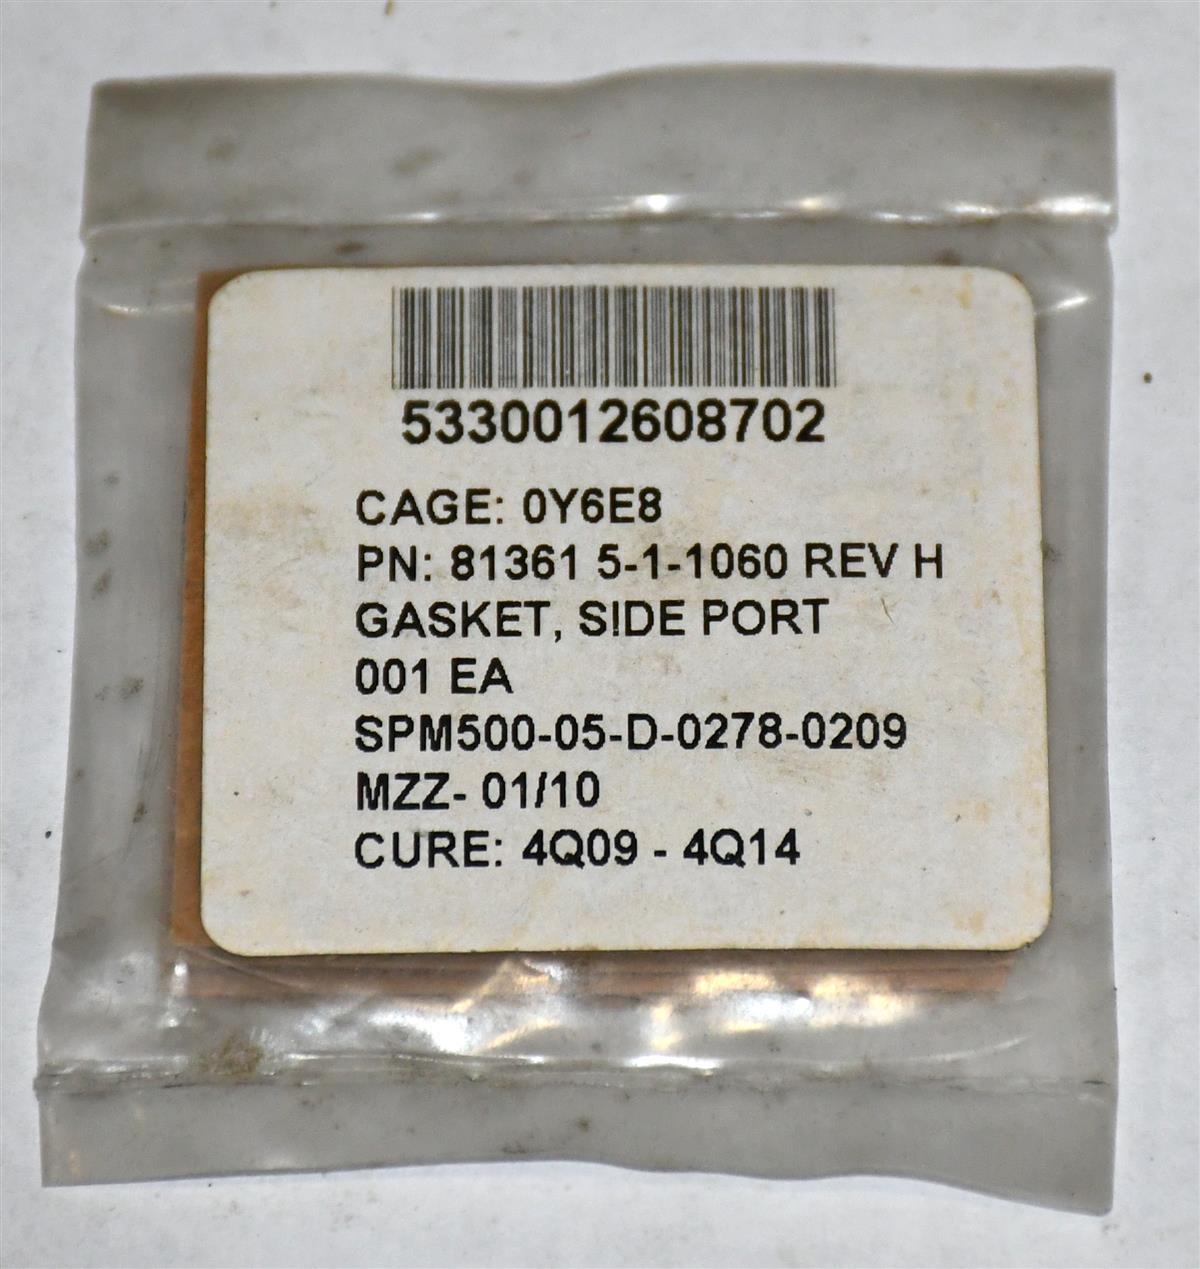 5330012608702
CAGE: 0Y6E8
PN: 81361 5-1-1060 REV H
GASKET, SIDE PORT
001 EA
SPM500-05-D-0278-0209
MZZ- 01/10
CURE: 4Q09 - 4Q14